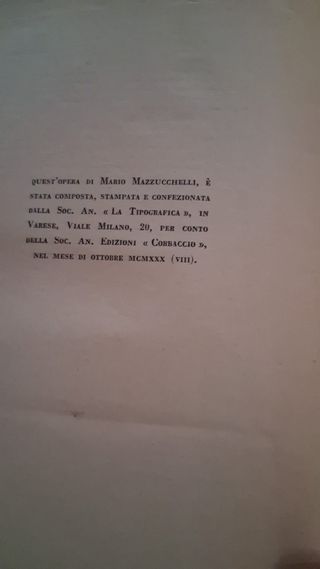 QUEST'OPERA DI MARIO MAZZUCCHELLI, È
STATA COMPOSTA, STAMPATA E CONFEZIONATA
DALLA SOC. AN. « LA TIPOGRAFICA », IN
VARESE, VIALE MILANO, 20, PER CONTO
DELLA SOC. AN. EDIZIONI « CORBACCIO »,
NEL MESE DI OTTOBRE MCMXXX (VIII).